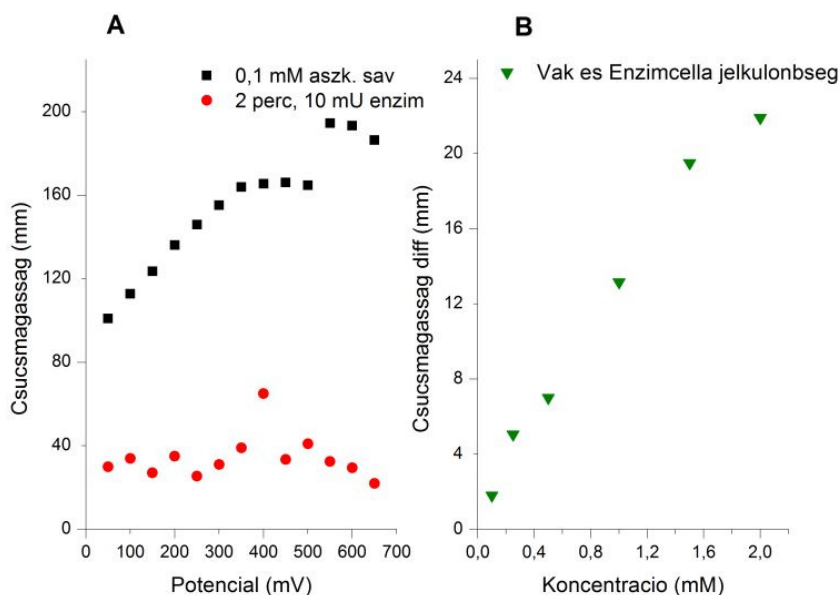 A
0,1 mM aszk. sav
2 perc, 10 mU enzim
200
160
120
80
40
0
Csucsmagassag (mm)
0 100 200 300 400 500 600 700
Potencial (mV)
B
Vak es Enzimcella jelkulonbseg
24
20
16
12
8
4
0
Csucsmagassag diff (mm)
0,0 0,4 0,8 1,2 1,6 2,0
Koncentracio (mM)